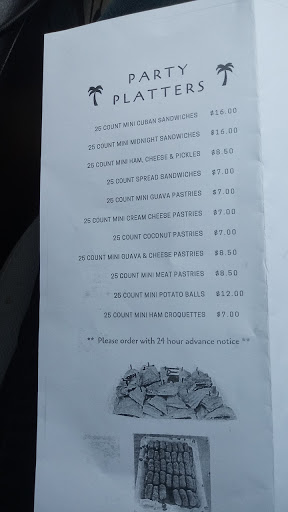 PARTY
PLATTERS
25 COUNT MINI CUBAN SANDWICHES $16.00
25 COUNT MINI MIDNIGHT SANDWICHES $16.00
25 COUNT MINI HAM, CHEESE & PICKLES $8.50
25 COUNT SPREAD SANDWICHES $7.00
25 COUNT MINI GUAVA PASTRIES $7.00
25 COUNT MINI CREAM CHEESE PASTRIES $7.00
25 COUNT COCONUT PASTRIES $7.00
25 COUNT MINI GUAVA & CHEESE PASTRIES $8.50
25 COUNT MINI MEAT PASTRIES $8.50
25 COUNT MINI POTATO BALLS $12.00
25 COUNT MINI HAM CROQUETTES $7.00
** Please order with 24 hour advance notice **